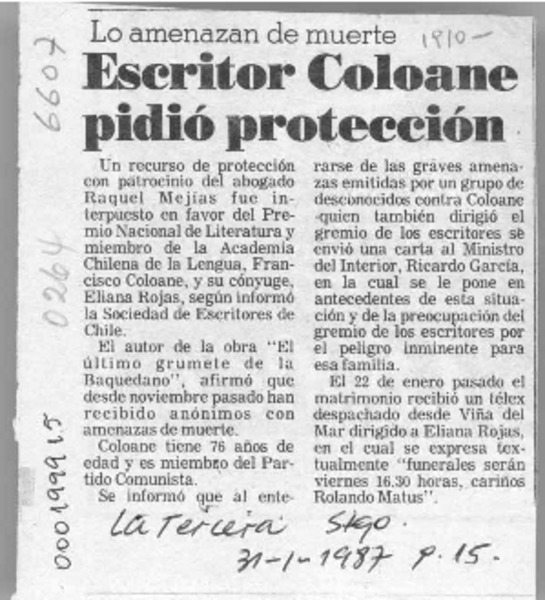 Lo amenazan de muerte
1910-
Escritor Coloane
pidió protección
Un recurso de protección
con patrocinio del abogado
Raquel Mejías fue in-
terpuesto en favor del Pre-
mio Nacional de Literatura y
miembro de la Academia
Chilena de la Lengua, Fran-
cisco Coloane, y su cónyuge,
Eliana Rojas, según informó
la Sociedad de Escritores de
Chile.
El autor de la obra "El
último grumete de la
Baquedano", afirmó que
desde noviembre pasado han
recibido anónimos con
amenazas de muerte.
Coloane tiene 76 años de
edad y es miembro del Par-
tido Comunista.
Se informó que al ente-
rarse de las graves amena-
zas emitidas por un grupo de
desconocidos contra Coloane
-quien también dirigió el
gremio de los escritores se
envió una carta al Ministro
del Interior, Ricardo García,
en la cual se le pone en
antecedentes de esta situa-
ción y de la preocupación del
gremio de los escritores por
el peligro inminente para
esa familia.
El 22 de enero pasado el
matrimonio recibió un télex
despachado desde Viña del
Mar dirigido a Eliana Rojas,
en el cual se expresa tex-
tualmente "funerales serán
viernes 16.30 horas, cariños
Rolando Matus".
La Tercera Stgo.
31-1-1987 p. 15.
6607
0264
000199915